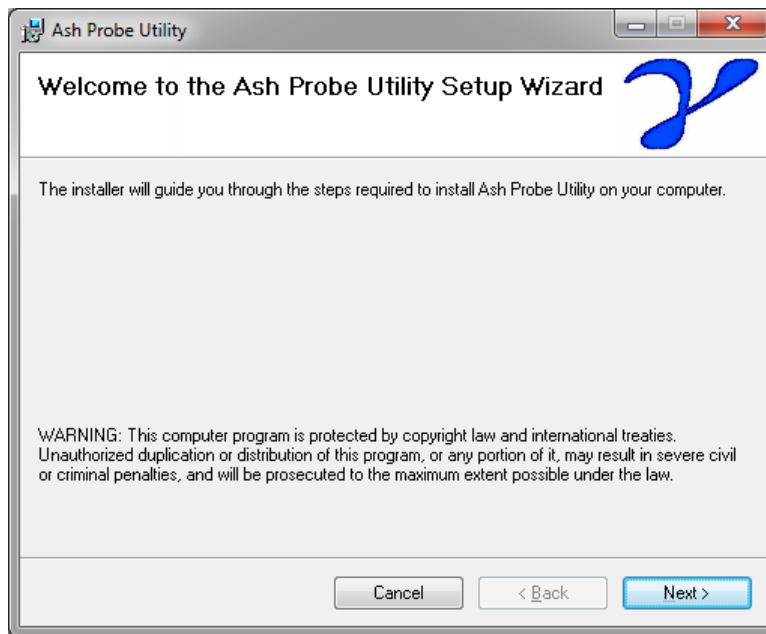 Ash Probe Utility
Welcome to the Ash Probe Utility Setup Wizard
The installer will guide you through the steps required to install Ash Probe Utility on your computer.
WARNING: This computer program is protected by copyright law and international treaties.
Unauthorized duplication or distribution of this program, or any portion of it, may result in severe civil
or criminal penalties, and will be prosecuted to the maximum extent possible under the law.
Cancel
< Back
Next >